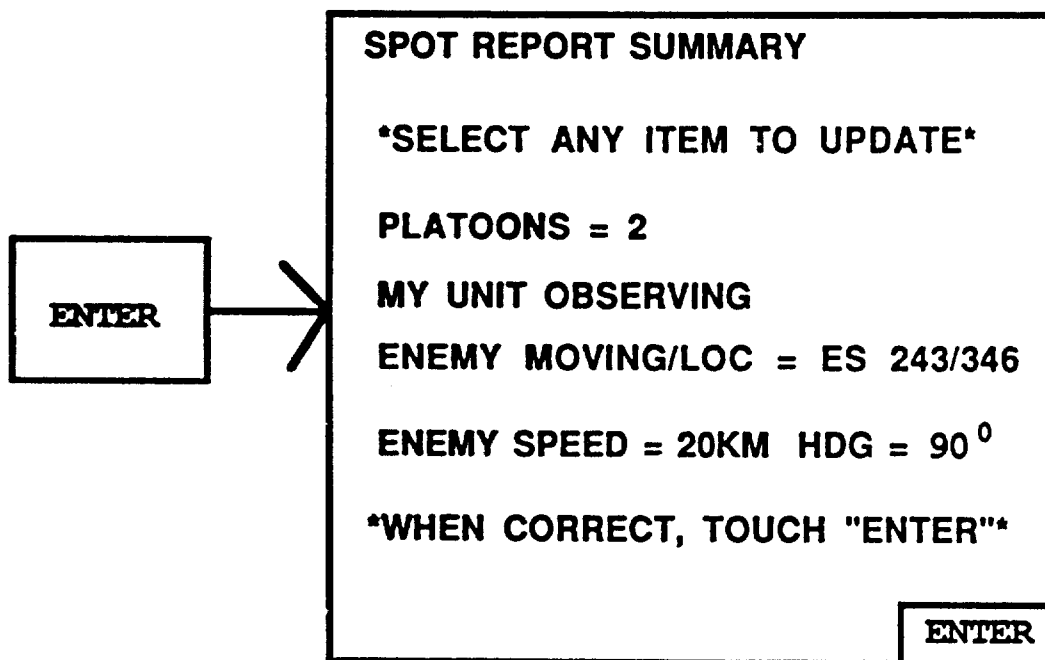 ENTER
SPOT REPORT SUMMARY
*SELECT ANY ITEM TO UPDATE*
PLATOONS = 2
MY UNIT OBSERVING
ENEMY MOVING/LOC = ES 243/346
ENEMY SPEED = 20KM HDG = 90⁰
*WHEN CORRECT, TOUCH "ENTER"*
ENTER